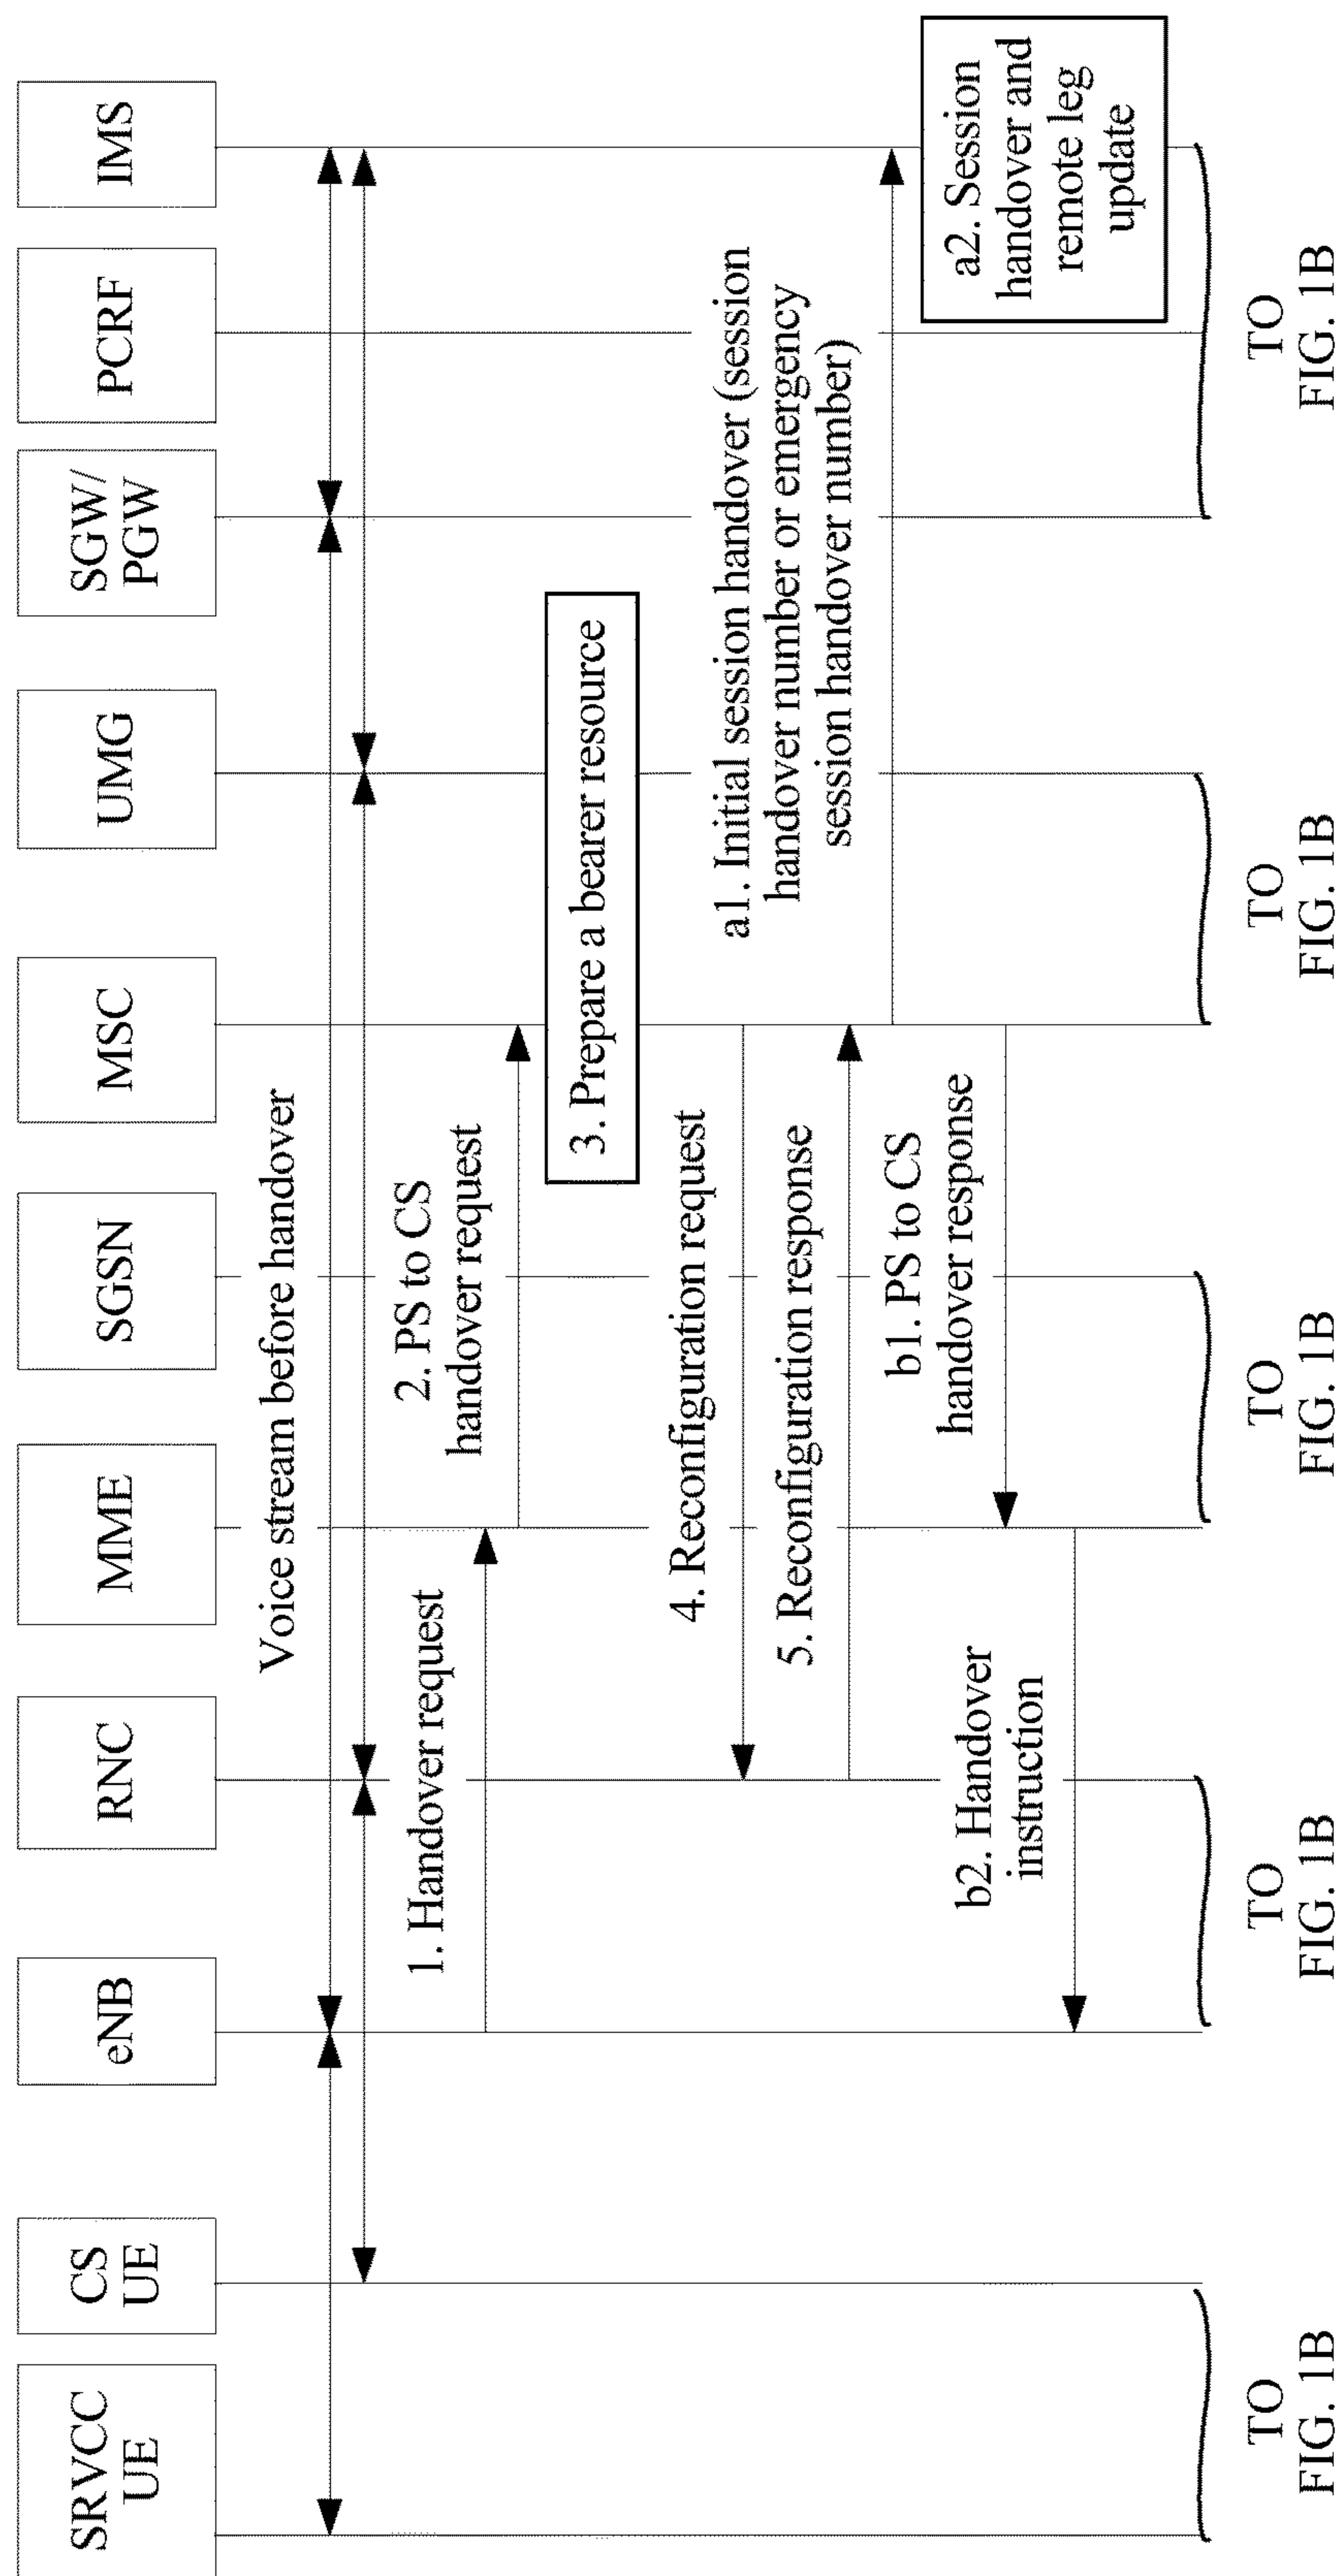 SRVCC
UE
CS
UE
eNB
RNC
MME
SGSN
MSC
UMG
SGW/
PGW
PCRF
IMS
Voice stream before handover
1. Handover request
2. PS to CS
handover request
3. Prepare a bearer resource
4. Reconfiguration request
5. Reconfiguration response
a1. Initial session handover (session
handover number or emergency
session handover number)
a2. Session
handover and
remote leg
update
b1. PS to CS
handover response
b2. Handover
instruction
TO
FIG. 1B
TO
FIG. 1B
TO
FIG. 1B
TO
FIG. 1B
TO
FIG. 1B